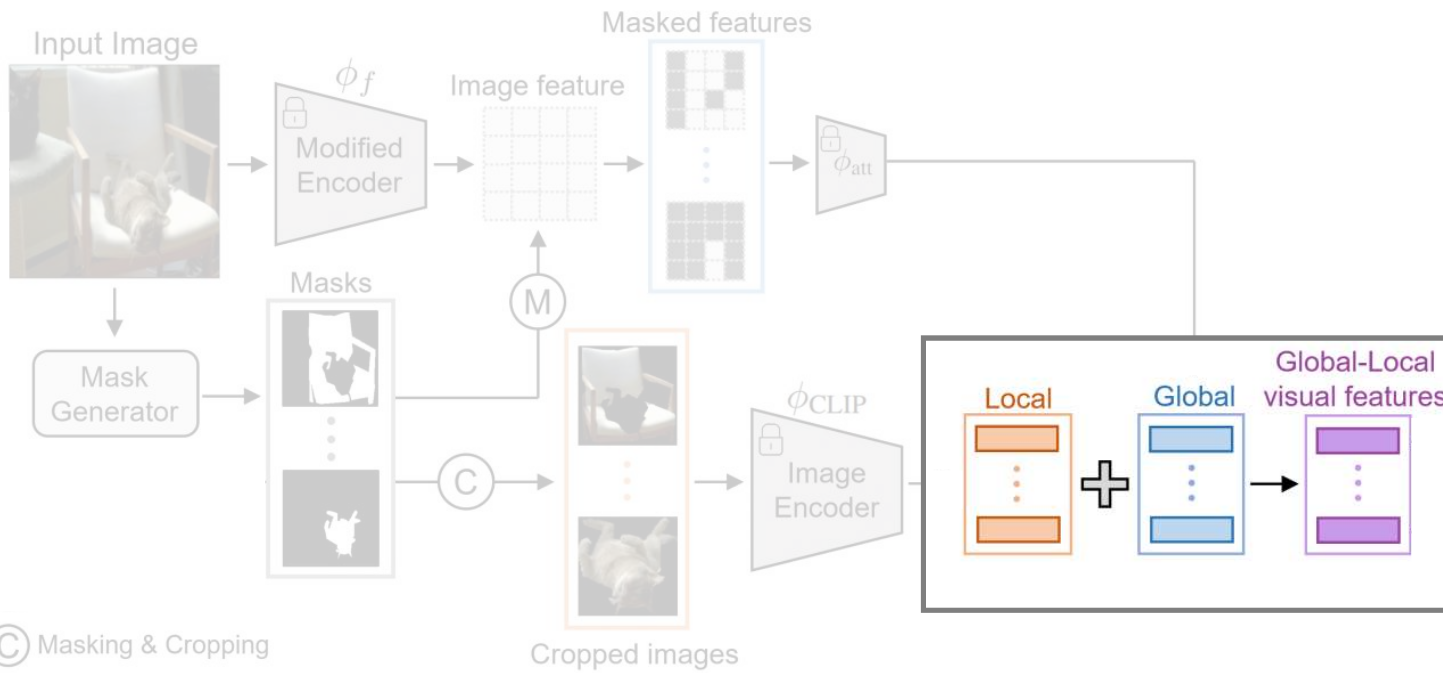 Masked features
Input Image
ϕf
Image feature
Modified
Encoder
ϕatt
Masks
M
Mask
Generator
Global-Local
visual features
Local
Global
ϕCLIP
C
Image
Encoder
C Masking & Cropping
Cropped images